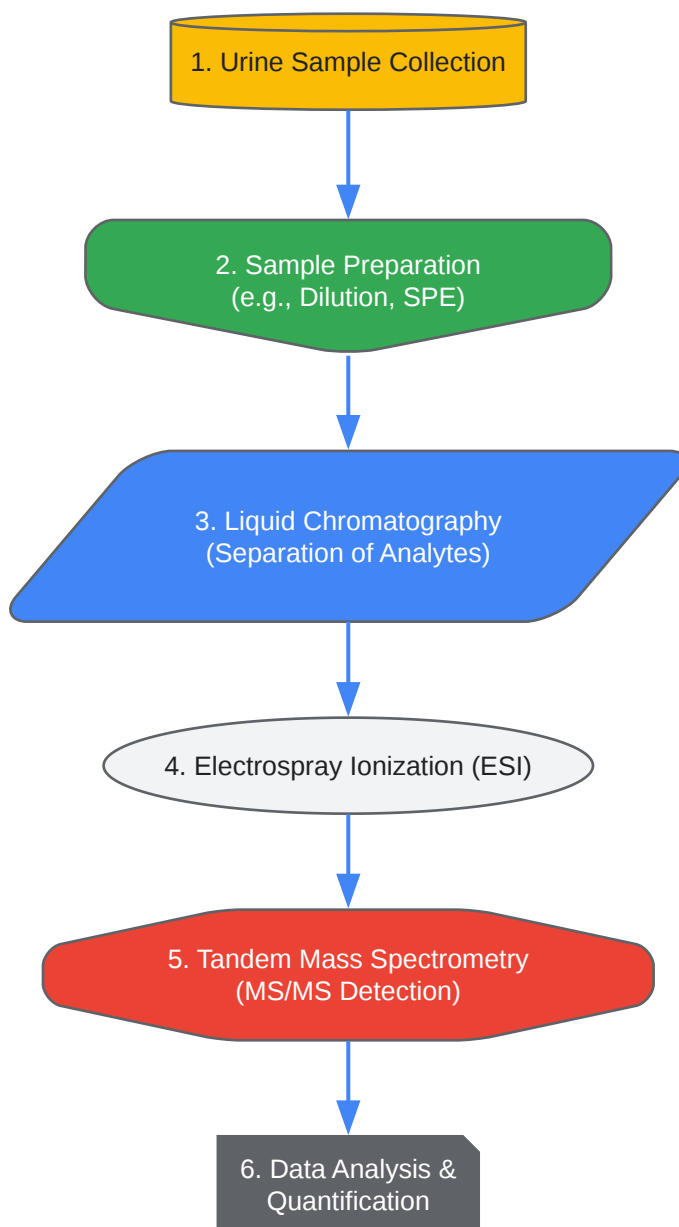 1. Urine Sample Collection
2. Sample Preparation
(e.g., Dilution, SPE)
3. Liquid Chromatography
(Separation of Analytes)
4. Electrospray Ionization (ESI)
5. Tandem Mass Spectrometry
(MS/MS Detection)
6. Data Analysis &
Quantification